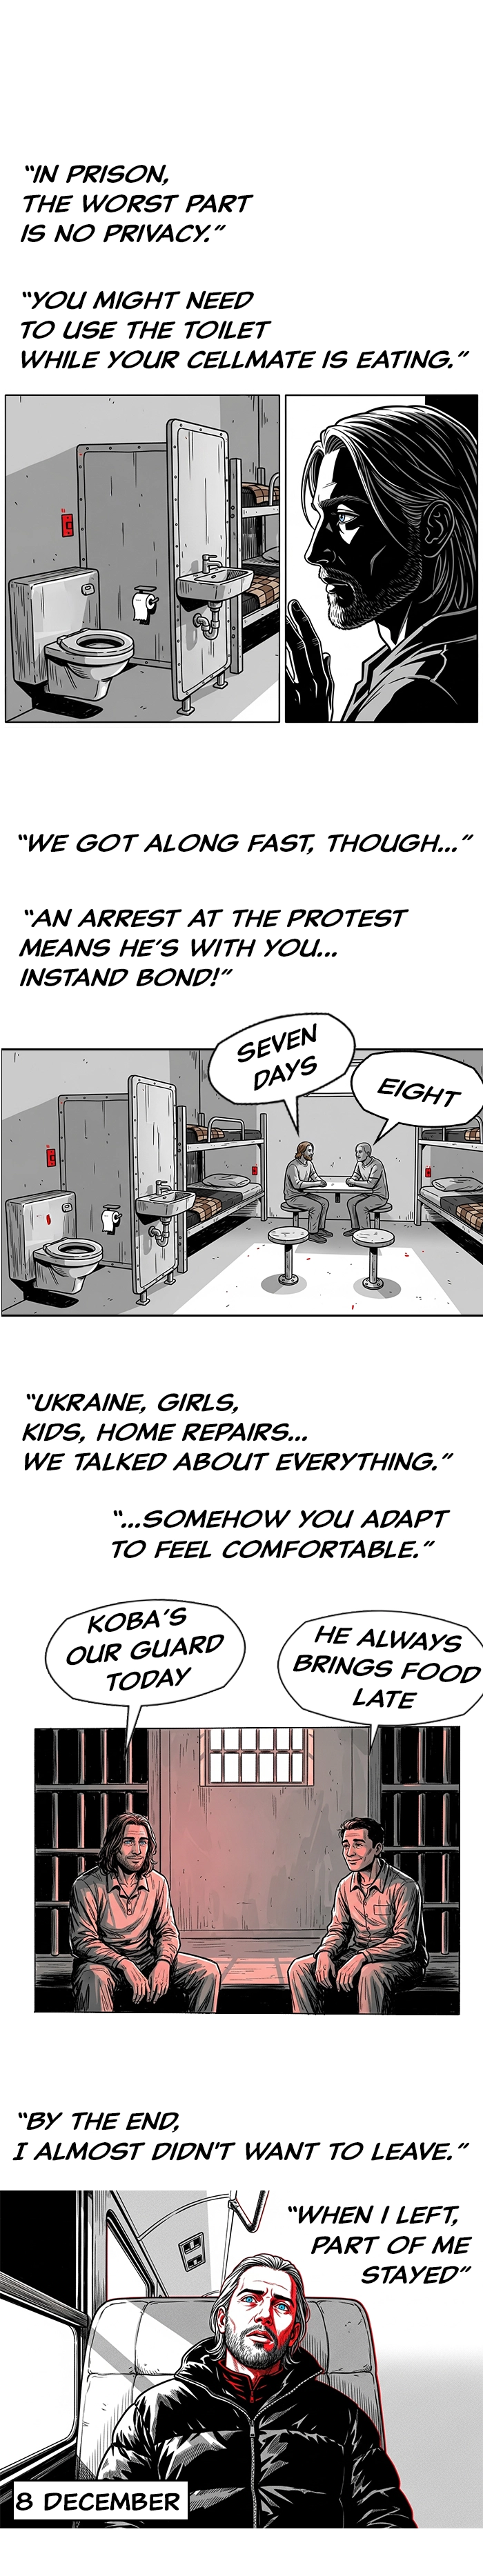 “IN PRISON,
THE WORST PART
IS NO PRIVACY.”
“YOU MIGHT NEED
TO USE THE TOILET
WHILE YOUR CELLMATE IS EATING.”
“WE GOT ALONG FAST, THOUGH...”
“AN ARREST AT THE PROTEST
MEANS HE’S WITH YOU...
INSTAND BOND!”
SEVEN
DAYS
EIGHT
“UKRAINE, GIRLS,
KIDS, HOME REPAIRS...
WE TALKED ABOUT EVERYTHING.”
“...SOMEHOW YOU ADAPT
TO FEEL COMFORTABLE.”
KOBA’S
OUR GUARD
TODAY
HE ALWAYS
BRINGS FOOD
LATE
“BY THE END,
I ALMOST DIDN'T WANT TO LEAVE.”
“WHEN I LEFT,
PART OF ME
STAYED”
8 DECEMBER